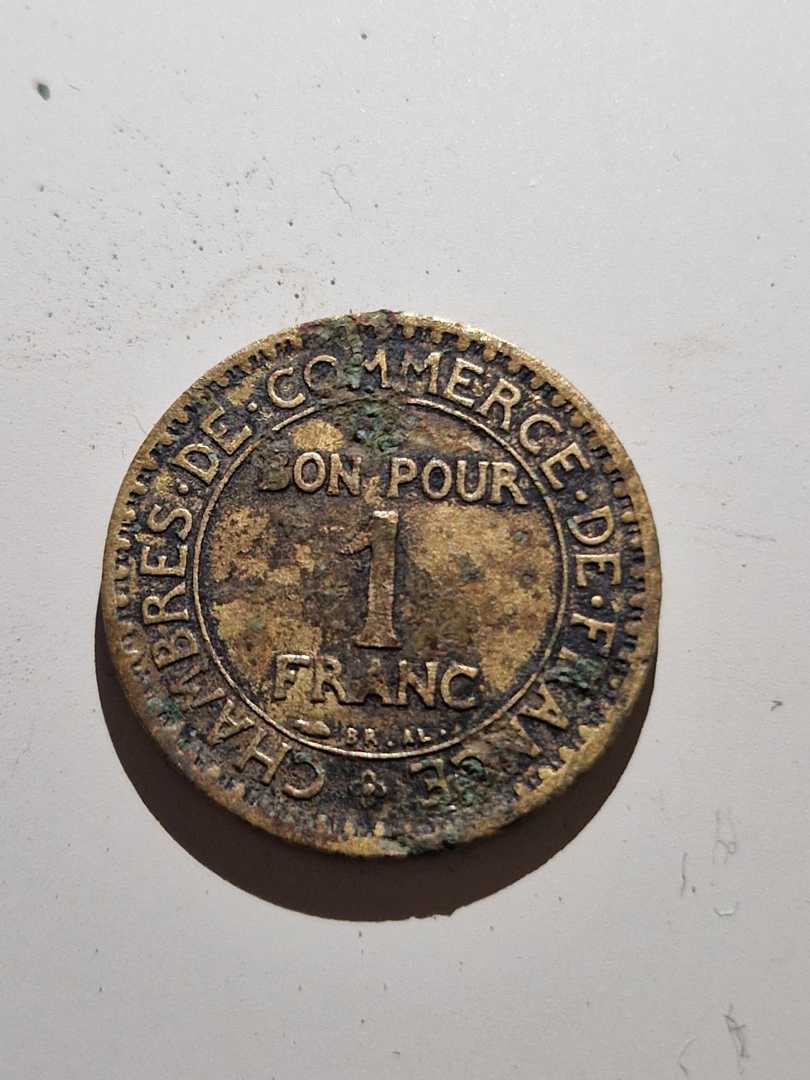 CHAMBRES·DE·COMMERCE·DE·FRANCE
BON POUR
1
FRANC
BR.AL.